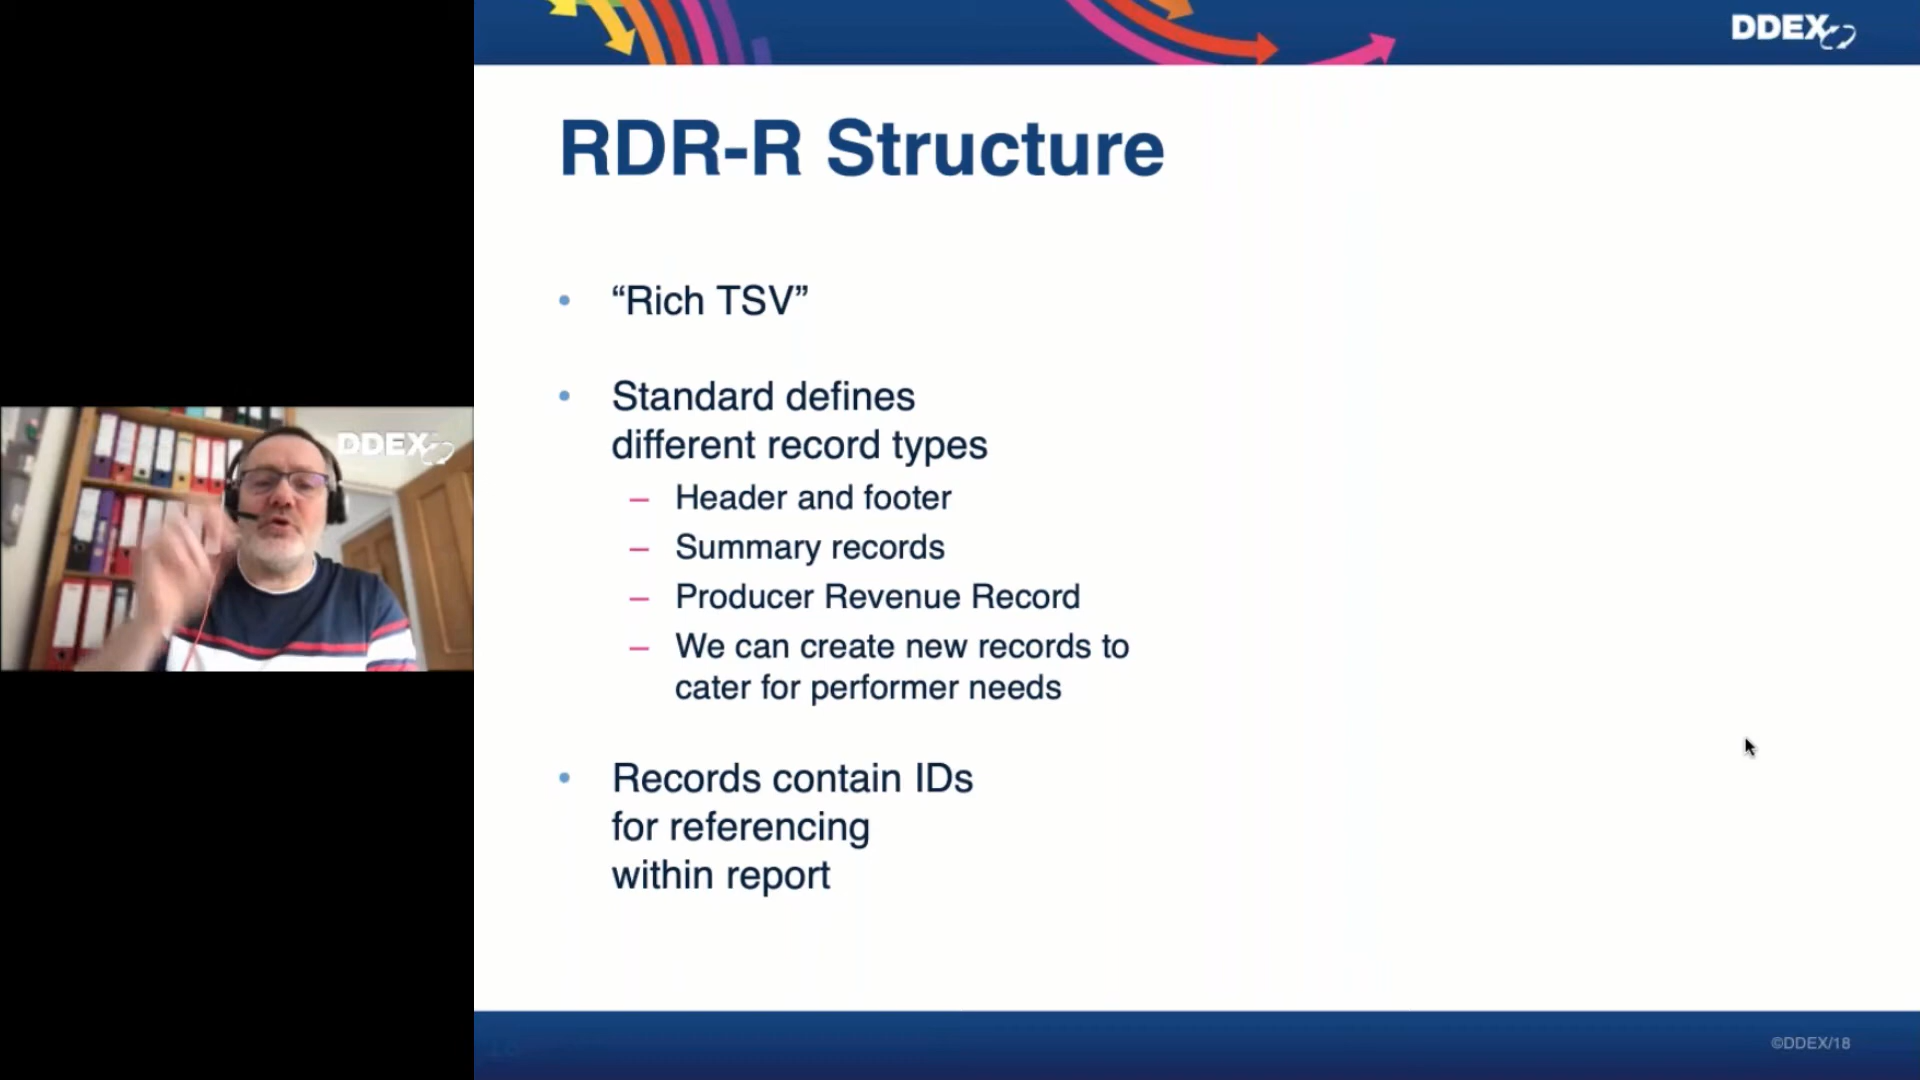 DDEX
RDR-R Structure
• “Rich TSV”
• Standard defines
different record types
– Header and footer
– Summary records
– Producer Revenue Record
– We can create new records to
cater for performer needs
• Records contain IDs
for referencing
within report
DDEX
©DDEX/18